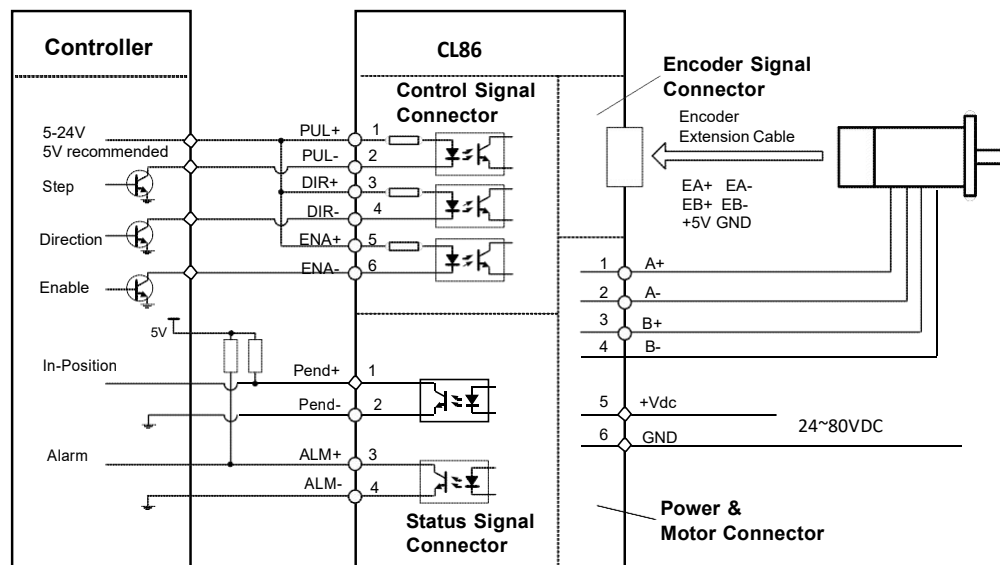 Controller
CL86
Control Signal
Connector
Encoder Signal
Connector
Encoder
Extension Cable
EA+ EA-
EB+ EB-
+5V GND
5-24V
5V recommended
Step
Direction
Enable
PUL+ 1
PUL- 2
DIR+ 3
DIR- 4
ENA+ 5
ENA- 6
5V
In-Position
Alarm
Pend+ 1
Pend- 2
ALM+ 3
ALM- 4
Status Signal
Connector
1 A+
2 A-
3 B+
4 B-
5 +Vdc
6 GND
24~80VDC
Power &
Motor Connector